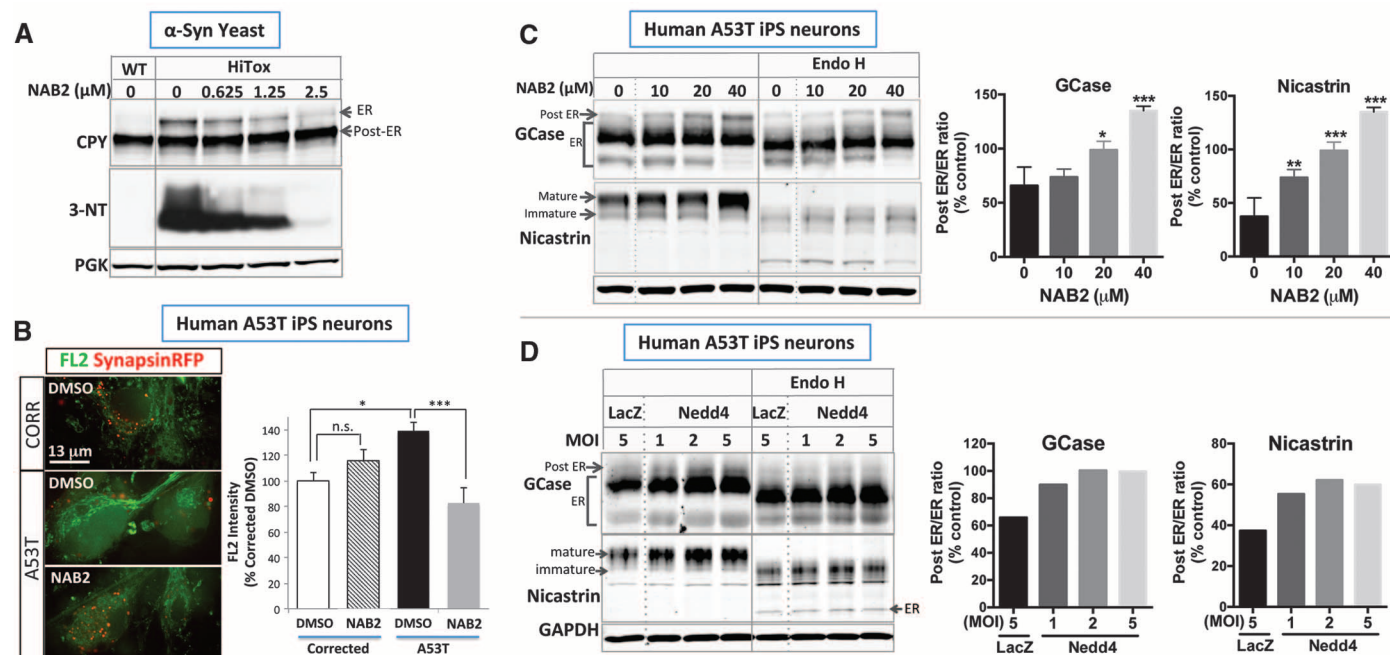 A
α-Syn Yeast
WT HiTox
NAB2 (μM) 0 0 0.625 1.25 2.5
ER
Post-ER
CPY
3-NT
PGK
B
Human A53T iPS neurons
FL2 SynapsinRFP
CORR
DMSO
13 μm
A53T
DMSO
NAB2
FL2 Intensity
(% Corrected DMSO)
140
120
100
80
60
40
20
0
n.s.
*
***
DMSO NAB2 DMSO NAB2
Corrected A53T
C
Human A53T iPS neurons
Endo H
NAB2 (μM) 0 10 20 40 0 10 20 40
Post ER
GCase
ER
Mature
Immature
Nicastrin
GCase
Post ER/ER ratio
(% control)
150
100
50
0
*
***
0 10 20 40
NAB2 (μM)
Nicastrin
Post ER/ER ratio
(% control)
150
100
50
0
**
***
***
0 10 20 40
NAB2 (μM)
D
Human A53T iPS neurons
Endo H
LacZ Nedd4 LacZ Nedd4
MOI 5 1 2 5 5 1 2 5
Post ER
GCase
ER
mature
immature
Nicastrin
ER
GAPDH
GCase
Post ER/ER ratio
(% control)
120
100
80
60
40
20
0
(MOI) 5 1 2 5
LacZ Nedd4
Nicastrin
Post ER/ER ratio
(% control)
80
60
40
20
0
(MOI) 5 1 2 5
LacZ Nedd4